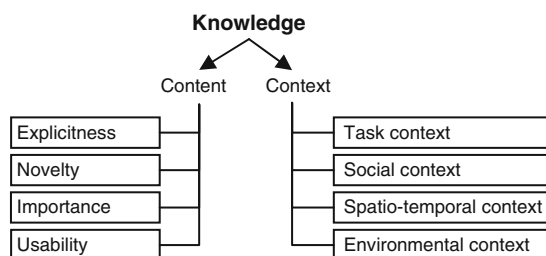 Knowledge
Content Context
Explicitness Task context
Novelty Social context
Importance Spatio-temporal context
Usability Environmental context